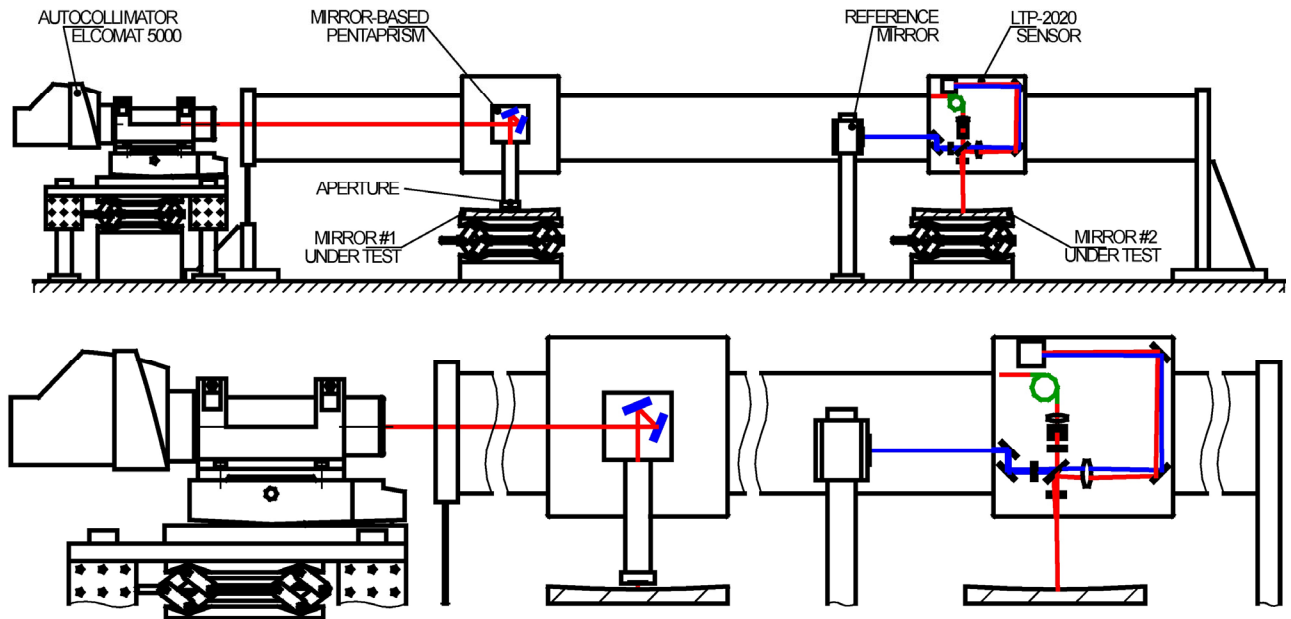 AUTOCOLLIMATOR
ELCOMAT 5000
MIRROR-BASED
PENTAPRISM
REFERENCE
MIRROR
LTP-2020
SENSOR
APERTURE
MIRROR #1
UNDER TEST
MIRROR #2
UNDER TEST